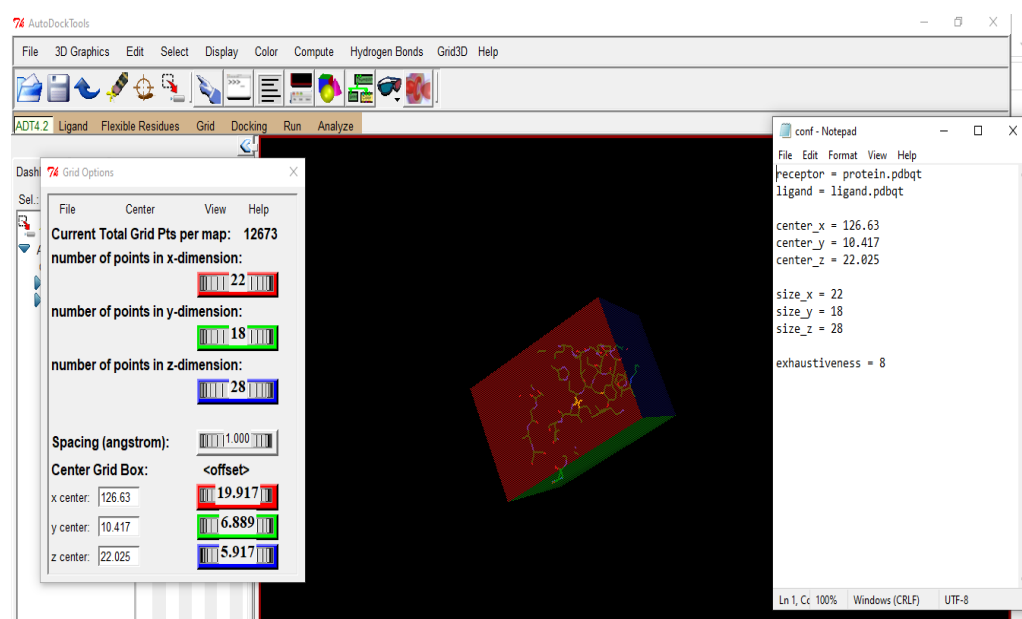 AutoDockTools
File 3D Graphics Edit Select Display Color Compute Hydrogen Bonds Grid3D Help
ADT4.2 Ligand Flexible Residues Grid Docking Run Analyze
Dash
Sel.:
Grid Options
File Center View Help
Current Total Grid Pts per map: 12673
number of points in x-dimension:
22
number of points in y-dimension:
18
number of points in z-dimension:
28
Spacing (angstrom): 1.000
Center Grid Box: <offset>
x center: 126.63 19.917
y center: 10.417 6.889
z center: 22.025 5.917
conf - Notepad
File Edit Format View Help
receptor = protein.pdbqt
ligand = ligand.pdbqt
center_x = 126.63
center_y = 10.417
center_z = 22.025
size_x = 22
size_y = 18
size_z = 28
exhaustiveness = 8
Ln 1, Cc 100% Windows (CRLF) UTF-8